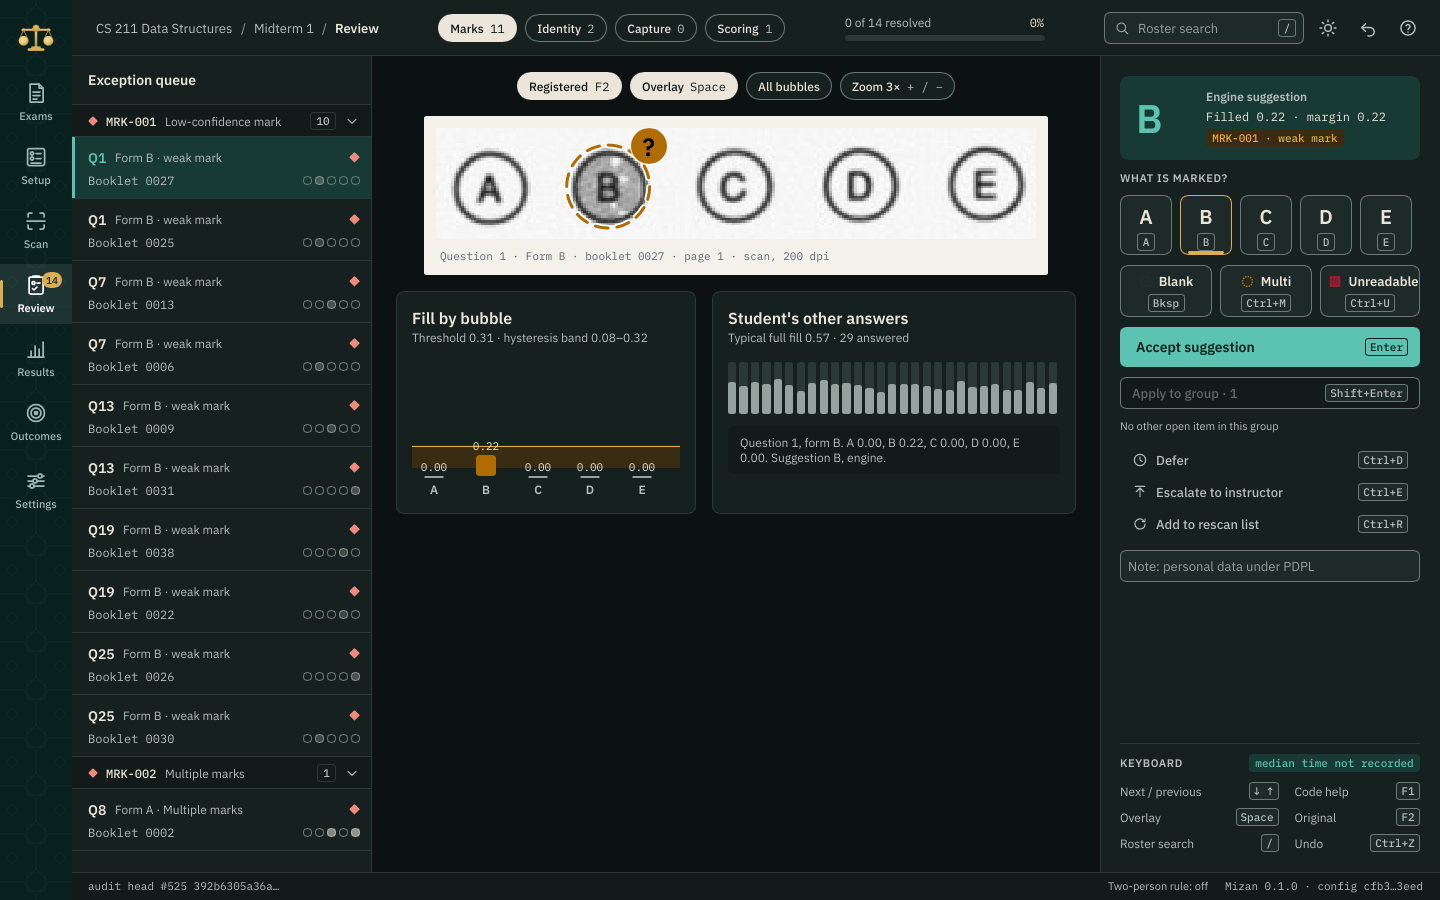 CS 211 Data Structures / Midterm 1 / Review
Marks 11
Identity 2
Capture 0
Scoring 1
0 of 14 resolved 0%
Roster search /
Exams
Setup
Scan
14
Review
Results
Outcomes
Settings
Exception queue
MRK-001 Low-confidence mark 10
Q1 Form B · weak mark
Booklet 0027
Q1 Form B · weak mark
Booklet 0025
Q7 Form B · weak mark
Booklet 0013
Q7 Form B · weak mark
Booklet 0006
Q13 Form B · weak mark
Booklet 0009
Q13 Form B · weak mark
Booklet 0031
Q19 Form B · weak mark
Booklet 0038
Q19 Form B · weak mark
Booklet 0022
Q25 Form B · weak mark
Booklet 0026
Q25 Form B · weak mark
Booklet 0030
MRK-002 Multiple marks 1
Q8 Form A · Multiple marks
Booklet 0002
Registered F2
Overlay Space
All bubbles
Zoom 3× + / −
?
A B C D E
Question 1 · Form B · booklet 0027 · page 1 · scan, 200 dpi
Fill by bubble
Threshold 0.31 · hysteresis band 0.08–0.32
0.22
0.00 0.00 0.00 0.00
A B C D E
Student's other answers
Typical full fill 0.57 · 29 answered
Question 1, form B. A 0.00, B 0.22, C 0.00, D 0.00, E
0.00. Suggestion B, engine.
B
Engine suggestion
Filled 0.22 · margin 0.22
MRK-001 · weak mark
WHAT IS MARKED?
A B C D E
A B C D E
Blank Multi Unreadable
Bksp Ctrl+M Ctrl+U
Accept suggestion Enter
Apply to group · 1 Shift+Enter
No other open item in this group
Defer Ctrl+D
Escalate to instructor Ctrl+E
Add to rescan list Ctrl+R
Note: personal data under PDPL
KEYBOARD median time not recorded
Next / previous ↓ ↑ Code help F1
Overlay Space Original F2
Roster search / Undo Ctrl+Z
audit head #525 392b6305a36a…
Two-person rule: off Mizan 0.1.0 · config cfb3…3eed